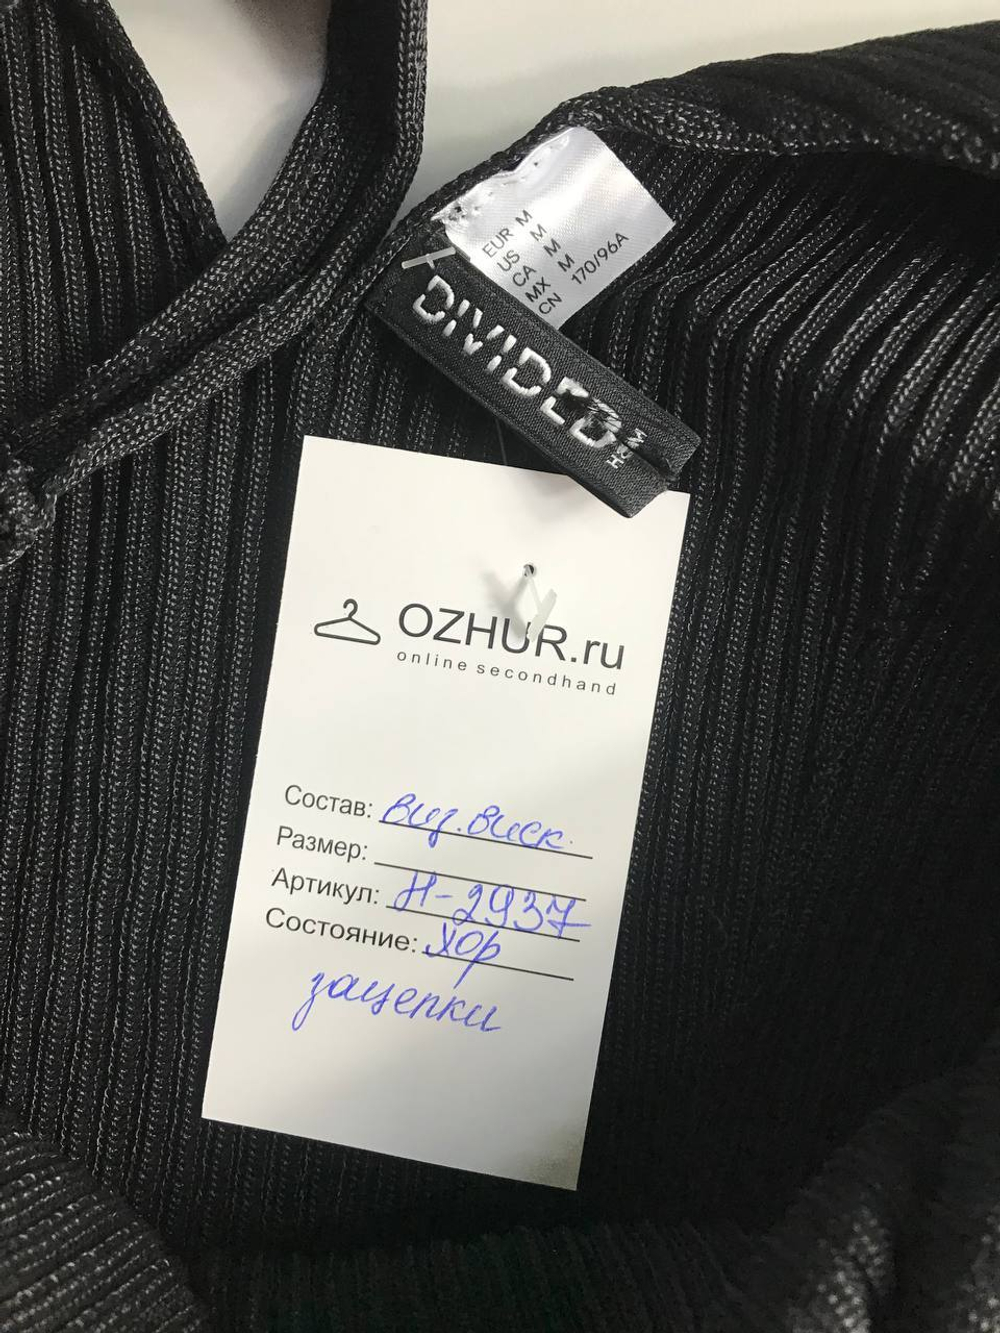 EUR M
US M
CA M
MX M
CN 170/96A
DIVIDED
H&M
OZHUR.ru
online secondhand
Состав: виз. виск.
Размер:
Артикул: Н-2937
Состояние: хор
зацепки